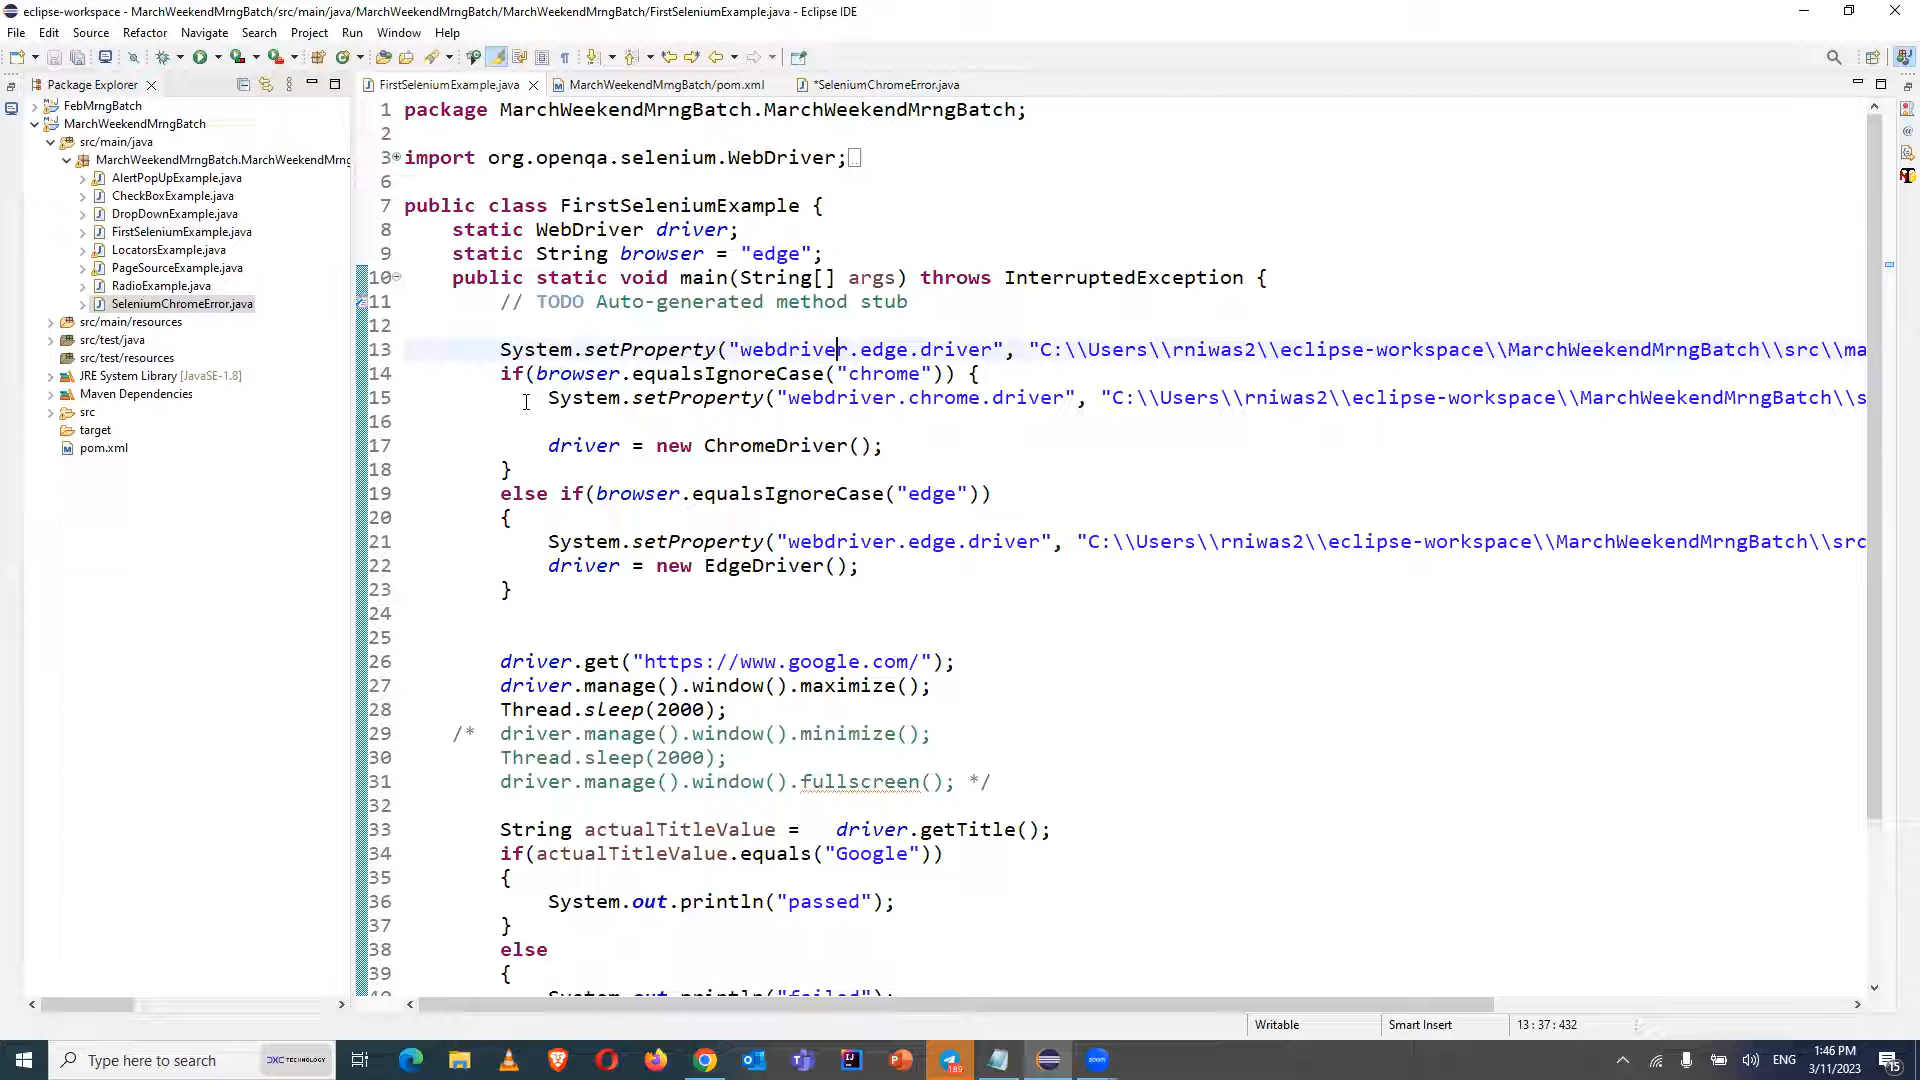 eclipse-workspace - MarchWeekendMrngBatch/src/main/java/MarchWeekendMrngBatch/MarchWeekendMrngBatch/FirstSeleniumExample.java - Eclipse IDE
File Edit Source Refactor Navigate Search Project Run Window Help
Package Explorer
FirstSeleniumExample.java
MarchWeekendMrngBatch/pom.xml
*SeleniumChromeError.java
FebMrngBatch
MarchWeekendMrngBatch
src/main/java
MarchWeekendMrngBatch.MarchWeekendMrng
AlertPopUpExample.java
CheckBoxExample.java
DropDownExample.java
FirstSeleniumExample.java
LocatorsExample.java
PageSourceExample.java
RadioExample.java
SeleniumChromeError.java
src/main/resources
src/test/java
src/test/resources
JRE System Library [JavaSE-1.8]
Maven Dependencies
src
target
pom.xml
1 package MarchWeekendMrngBatch.MarchWeekendMrngBatch;
2
3 import org.openqa.selenium.WebDriver;
6
7 public class FirstSeleniumExample {
8 static WebDriver driver;
9 static String browser = "edge";
10 public static void main(String[] args) throws InterruptedException {
11 // TODO Auto-generated method stub
12
13 System.setProperty("webdriver.edge.driver", "C:\\Users\\rniwas2\\eclipse-workspace\\MarchWeekendMrngBatch\\src\\ma
14 if(browser.equalsIgnoreCase("chrome")) {
15 System.setProperty("webdriver.chrome.driver", "C:\\Users\\rniwas2\\eclipse-workspace\\MarchWeekendMrngBatch\\s
16
17 driver = new ChromeDriver();
18 }
19 else if(browser.equalsIgnoreCase("edge"))
20 {
21 System.setProperty("webdriver.edge.driver", "C:\\Users\\rniwas2\\eclipse-workspace\\MarchWeekendMrngBatch\\src
22 driver = new EdgeDriver();
23 }
24
25
26 driver.get("https://www.google.com/");
27 driver.manage().window().maximize();
28 Thread.sleep(2000);
29 /* driver.manage().window().minimize();
30 Thread.sleep(2000);
31 driver.manage().window().fullscreen(); */
32
33 String actualTitleValue = driver.getTitle();
34 if(actualTitleValue.equals("Google"))
35 {
36 System.out.println("passed");
37 }
38 else
39 {
40 System.out.println("failed");
Writable Smart Insert 13 : 37 : 432
Type here to search DXC TECHNOLOGY 189 ENG 1:46 PM
3/11/2023 15